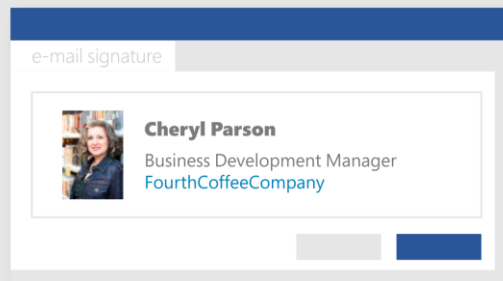 e-mail signature
Cheryl Parson
Business Development Manager
FourthCoffeeCompany